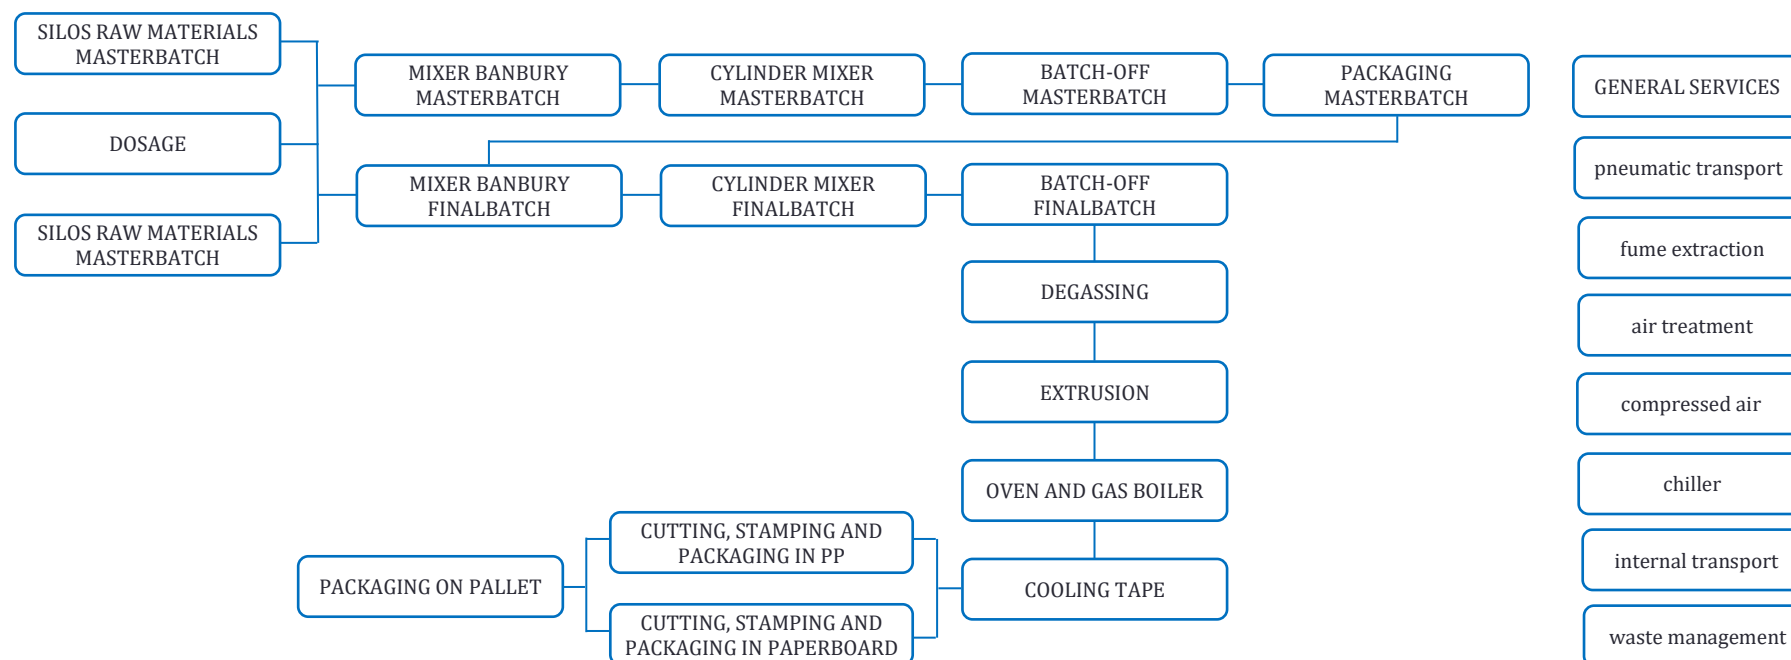 SILOS RAW MATERIALS
MASTERBATCH
MIXER BANBURY
MASTERBATCH
CYLINDER MIXER
MASTERBATCH
BATCH-OFF
MASTERBATCH
PACKAGING
MASTERBATCH
GENERAL SERVICES
DOSAGE
pneumatic transport
MIXER BANBURY
FINALBATCH
CYLINDER MIXER
FINALBATCH
BATCH-OFF
FINALBATCH
SILOS RAW MATERIALS
MASTERBATCH
fume extraction
DEGASSING
air treatment
EXTRUSION
compressed air
OVEN AND GAS BOILER
chiller
CUTTING, STAMPING AND
PACKAGING IN PP
internal transport
PACKAGING ON PALLET
COOLING TAPE
CUTTING, STAMPING AND
PACKAGING IN PAPERBOARD
waste management